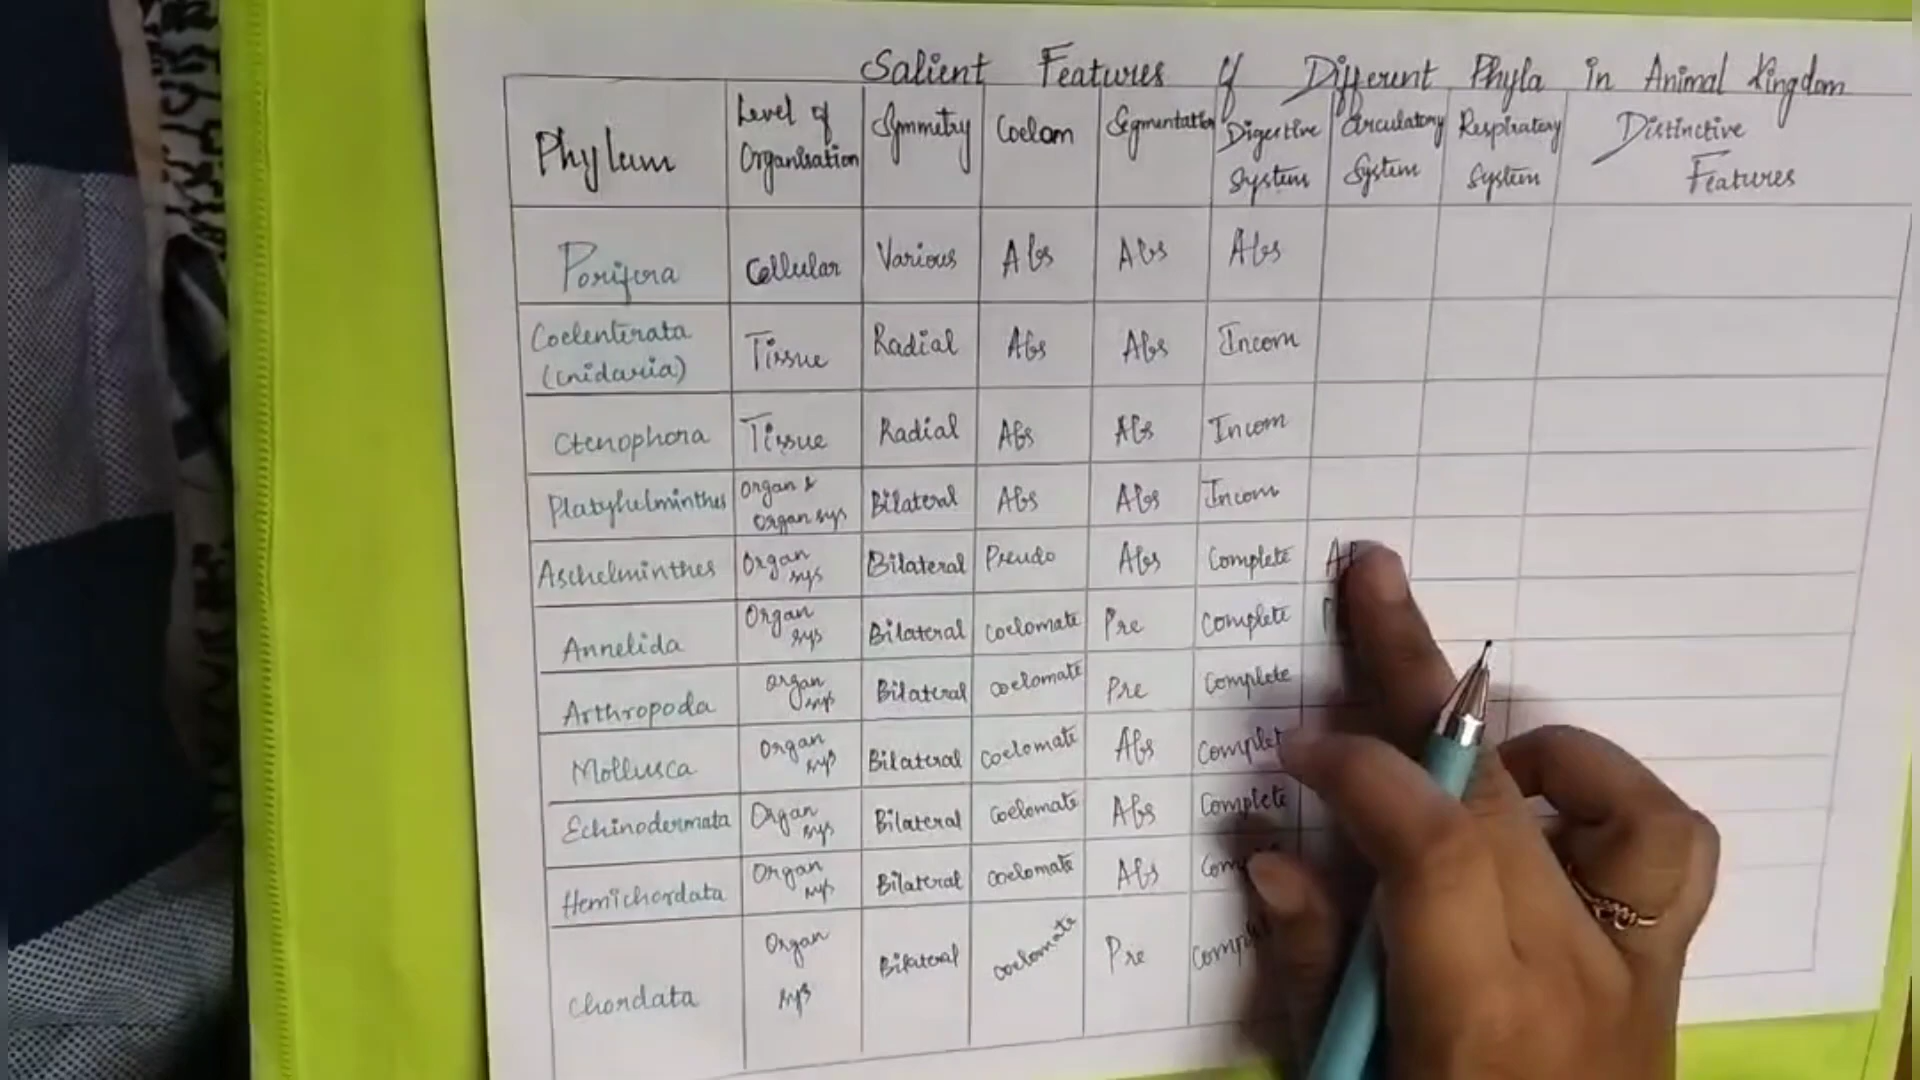 Salient Features of Different Phyla in Animal Kingdom
Phylum Level of Organisation Symmetry Coelom Segmentation Digestive System Circulatory System Respiratory System Distinctive Features
Porifera Cellular Various Abs Abs Abs
Coelenterata (Cnidaria) Tissue Radial Abs Abs Incom
Ctenophora Tissue Radial Abs Abs Incom
Platyhelminthes Organ & Organ sys Bilateral Abs Abs Incom
Aschelminthes Organ sys Bilateral Pseudo Abs Complete
Annelida Organ sys Bilateral Coelomate Pre Complete
Arthropoda Organ sys Bilateral Coelomate Pre Complete
Mollusca Organ sys Bilateral Coelomate Abs Complet
Echinodermata Organ sys Bilateral Coelomate Abs Complete
Hemichordata Organ sys Bilateral Coelomate Abs Com
Chordata Organ sys Bilateral Coelomate Pre Compl